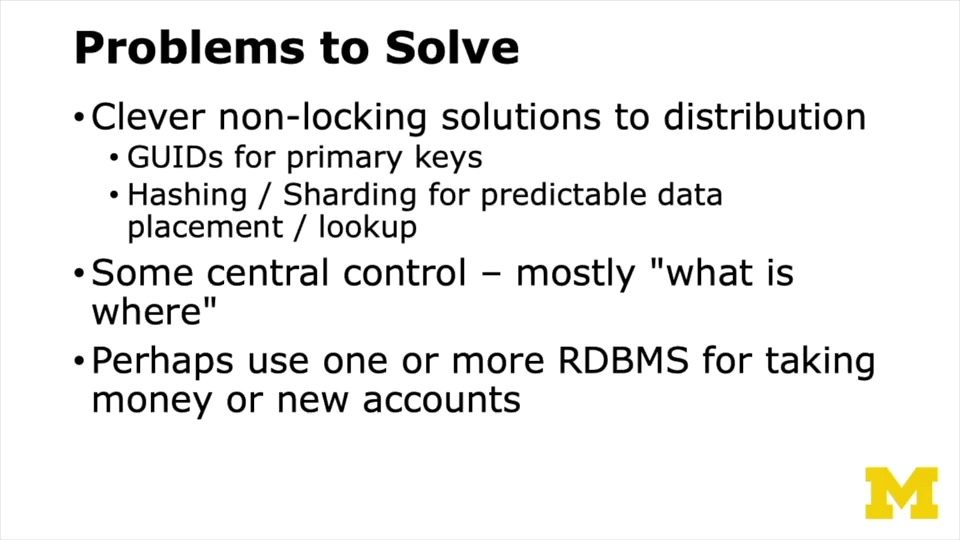 Problems to Solve
• Clever non-locking solutions to distribution
• GUIDs for primary keys
• Hashing / Sharding for predictable data
placement / lookup
• Some central control – mostly "what is
where"
• Perhaps use one or more RDBMS for taking
money or new accounts
M